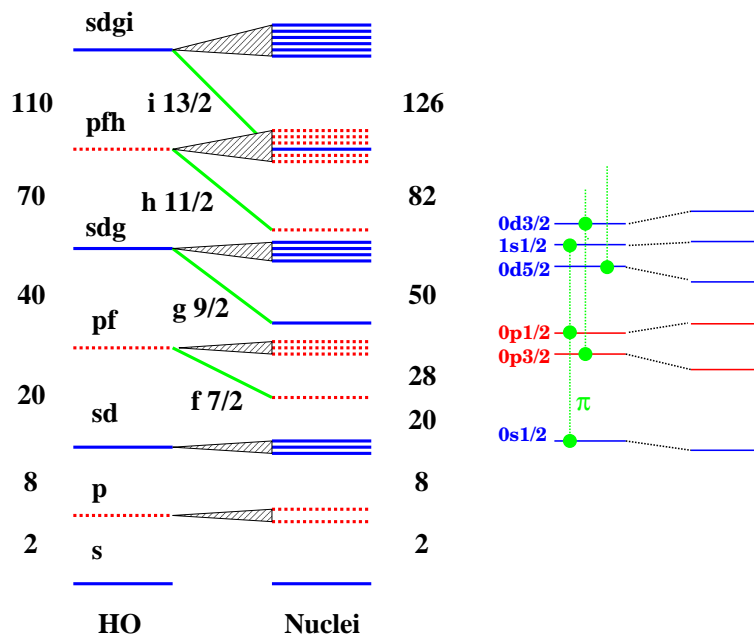 sdgi
110
i 13/2
126
pfh
70
h 11/2
82
sdg
40
g 9/2
50
pf
28
20
f 7/2
20
sd
8
p
8
2
s
2
HO
Nuclei
0d3/2
1s1/2
0d5/2
0p1/2
0p3/2
π
0s1/2